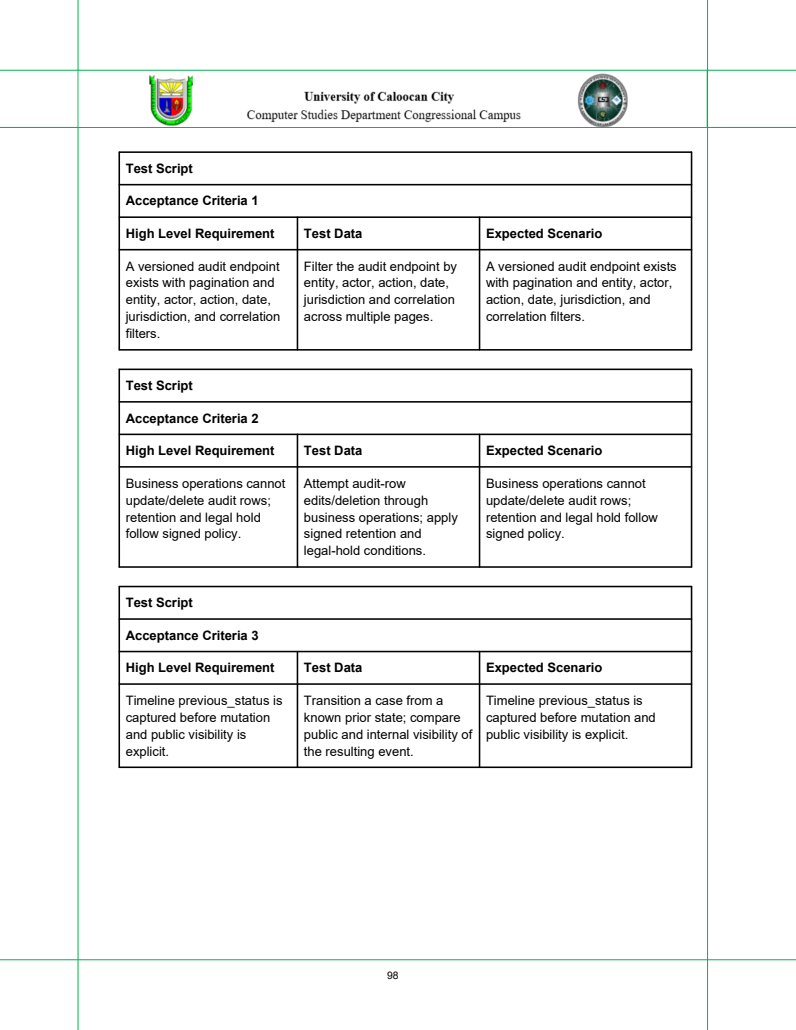 University of Caloocan City
Computer Studies Department Congressional Campus
Test Script
Acceptance Criteria 1
High Level Requirement
Test Data
Expected Scenario
A versioned audit endpoint
exists with pagination and
entity, actor, action, date,
jurisdiction, and correlation
filters.
Filter the audit endpoint by
entity, actor, action, date,
jurisdiction and correlation
across multiple pages.
A versioned audit endpoint exists
with pagination and entity, actor,
action, date, jurisdiction, and
correlation filters.
Test Script
Acceptance Criteria 2
High Level Requirement
Test Data
Expected Scenario
Business operations cannot
update/delete audit rows;
retention and legal hold
follow signed policy.
Attempt audit-row
edits/deletion through
business operations; apply
signed retention and
legal-hold conditions.
Business operations cannot
update/delete audit rows;
retention and legal hold follow
signed policy.
Test Script
Acceptance Criteria 3
High Level Requirement
Test Data
Expected Scenario
Timeline previous_status is
captured before mutation
and public visibility is
explicit.
Transition a case from a
known prior state; compare
public and internal visibility of
the resulting event.
Timeline previous_status is
captured before mutation and
public visibility is explicit.
98